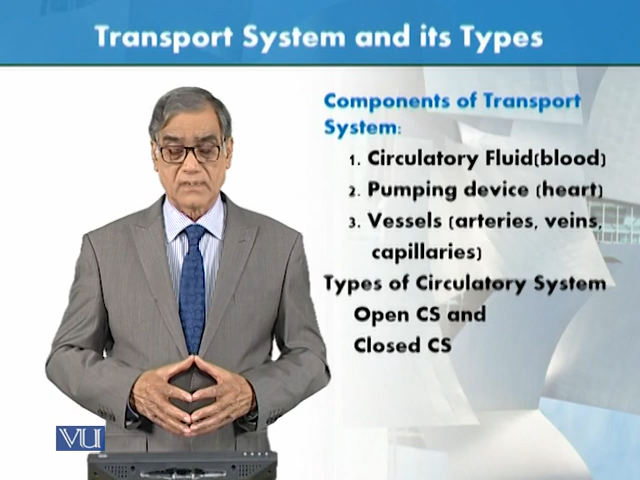 Transport System and its Types
Components of Transport
System:
1. Circulatory Fluid(blood)
2. Pumping device (heart)
3. Vessels (arteries, veins,
capillaries)
Types of Circulatory System
Open CS and
Closed CS
VU